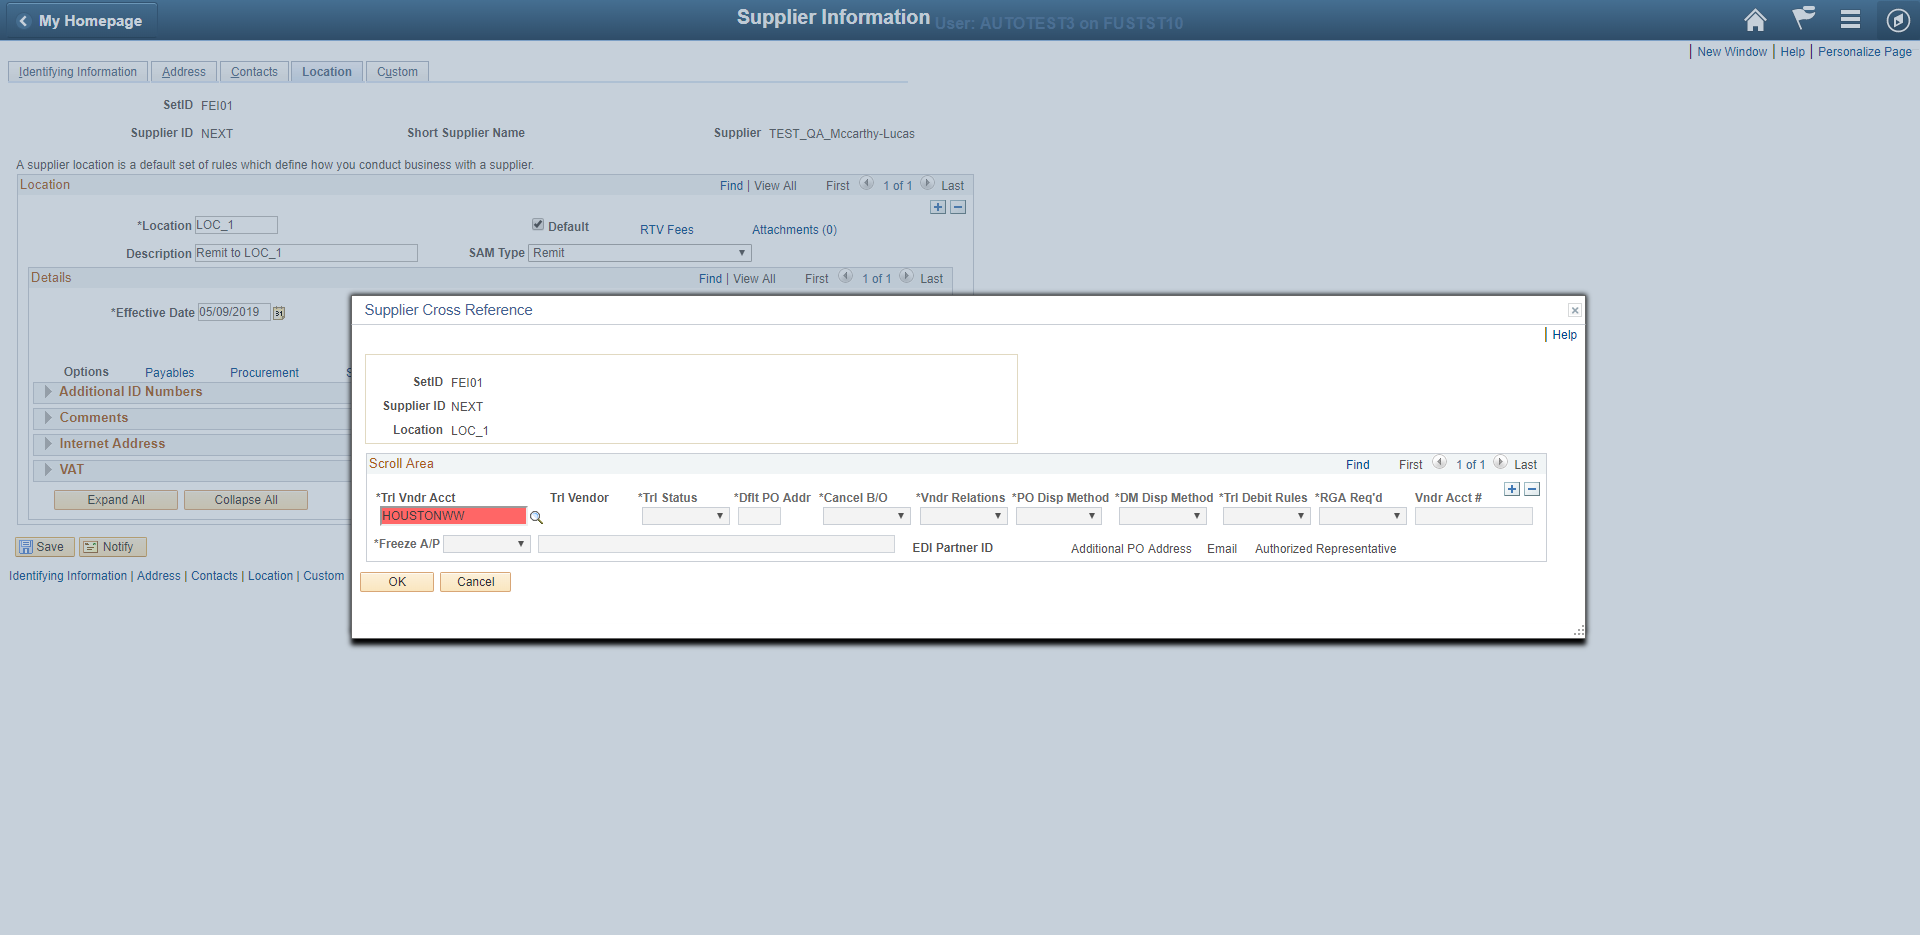 My Homepage
Supplier Information User: AUTOTEST3 on FUSTST10
New Window | Help | Personalize Page
Identifying Information Address Contacts Location Custom
SetID FEI01
Supplier ID NEXT Short Supplier Name Supplier TEST_QA_Mccarthy-Lucas
A supplier location is a default set of rules which define how you conduct business with a supplier.
Location Find | View All First 1 of 1 Last
*Location LOC_1 Default RTV Fees Attachments (0)
Description Remit to LOC_1 SAM Type Remit
Details Find | View All First 1 of 1 Last
*Effective Date 05/09/2019 31
Options Payables Procurement S
Additional ID Numbers
Comments
Internet Address
VAT
Expand All Collapse All
Save Notify
Identifying Information | Address | Contacts | Location | Custom
Supplier Cross Reference
Help
SetID FEI01
Supplier ID NEXT
Location LOC_1
Scroll Area Find First 1 of 1 Last
*Trl Vndr Acct Trl Vendor *Trl Status *Dflt PO Addr *Cancel B/O *Vndr Relations *PO Disp Method *DM Disp Method *Trl Debit Rules *RGA Req'd Vndr Acct #
HOUSTONWW
*Freeze A/P EDI Partner ID Additional PO Address Email Authorized Representative
OK Cancel